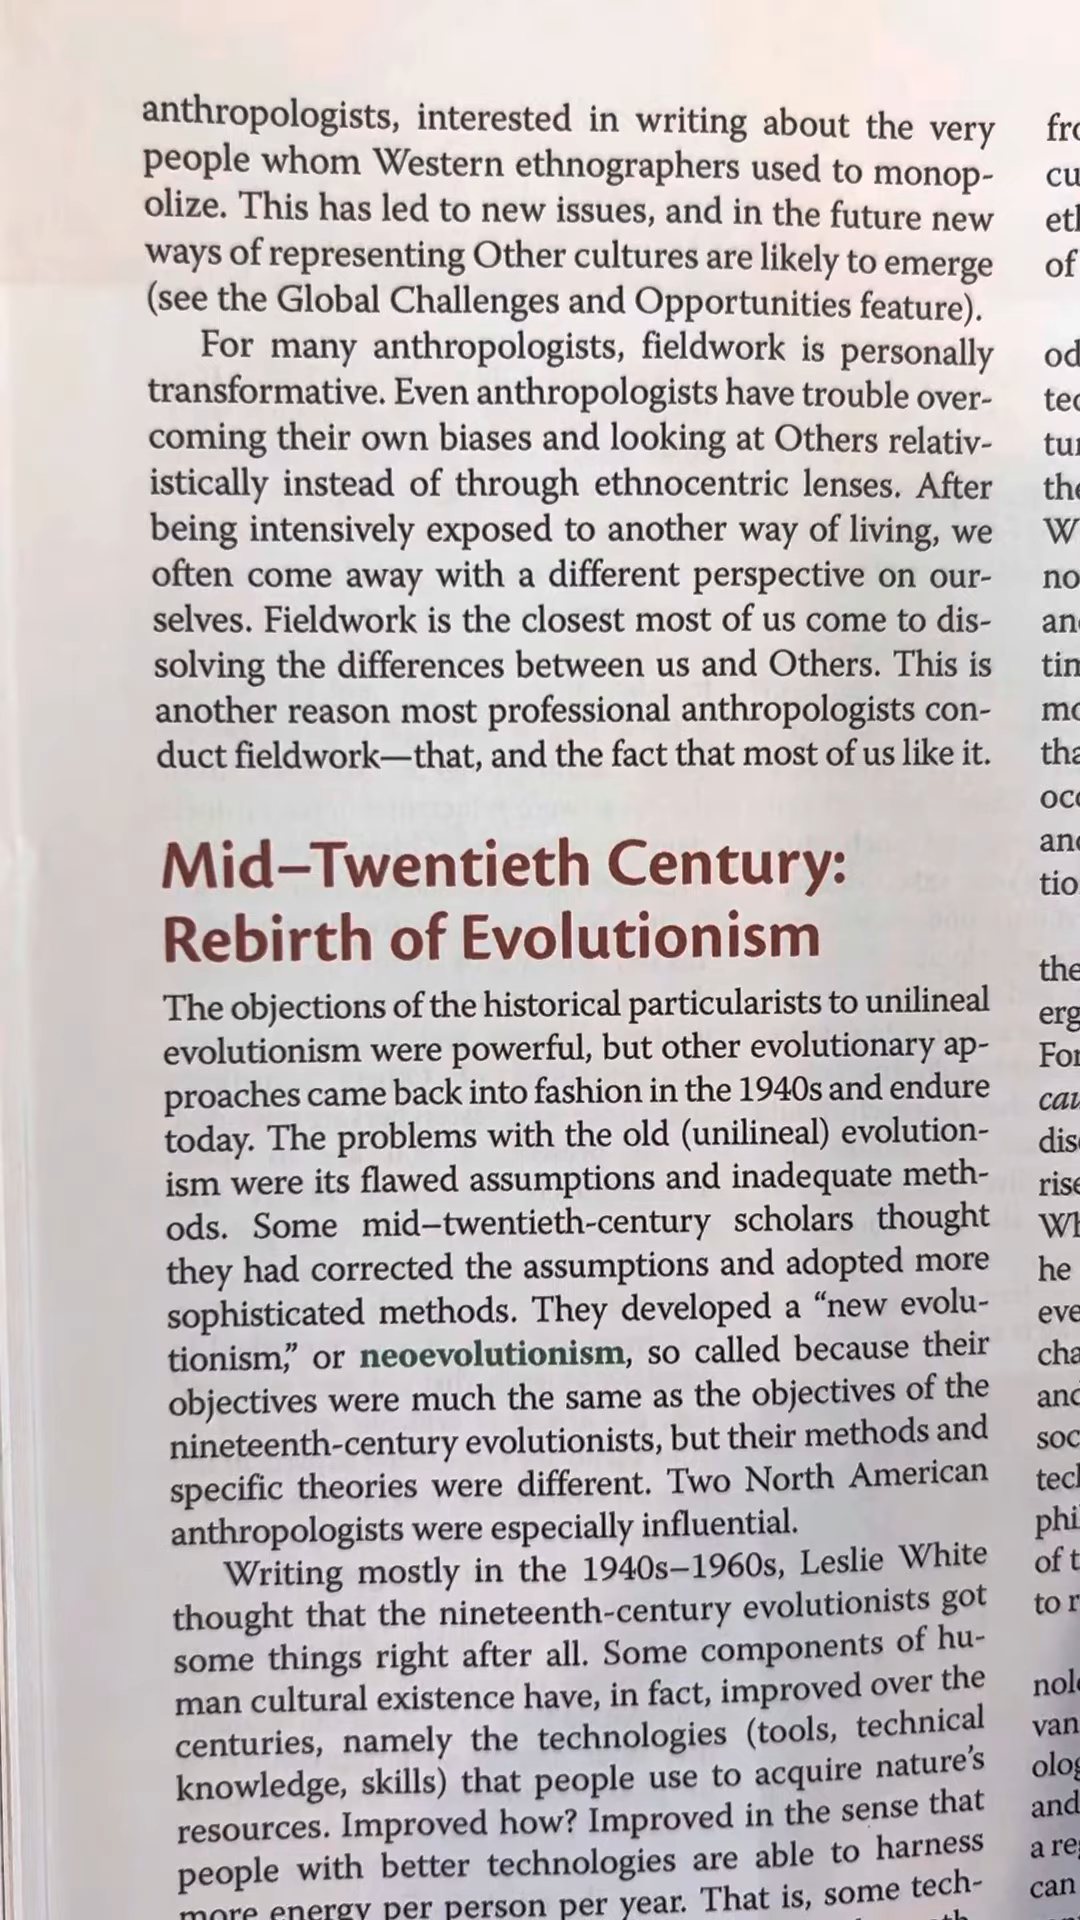 anthropologists, interested in writing about the very
people whom Western ethnographers used to monop-
olize. This has led to new issues, and in the future new
ways of representing Other cultures are likely to emerge
(see the Global Challenges and Opportunities feature).
For many anthropologists, fieldwork is personally
transformative. Even anthropologists have trouble over-
coming their own biases and looking at Others relativ-
istically instead of through ethnocentric lenses. After
being intensively exposed to another way of living, we
often come away with a different perspective on our-
selves. Fieldwork is the closest most of us come to dis-
solving the differences between us and Others. This is
another reason most professional anthropologists con-
duct fieldwork—that, and the fact that most of us like it.
Mid–Twentieth Century:
Rebirth of Evolutionism
The objections of the historical particularists to unilineal
evolutionism were powerful, but other evolutionary ap-
proaches came back into fashion in the 1940s and endure
today. The problems with the old (unilineal) evolution-
ism were its flawed assumptions and inadequate meth-
ods. Some mid–twentieth-century scholars thought
they had corrected the assumptions and adopted more
sophisticated methods. They developed a “new evolu-
tionism,” or neoevolutionism, so called because their
objectives were much the same as the objectives of the
nineteenth-century evolutionists, but their methods and
specific theories were different. Two North American
anthropologists were especially influential.
Writing mostly in the 1940s–1960s, Leslie White
thought that the nineteenth-century evolutionists got
some things right after all. Some components of hu-
man cultural existence have, in fact, improved over the
centuries, namely the technologies (tools, technical
knowledge, skills) that people use to acquire nature’s
resources. Improved how? Improved in the sense that
people with better technologies are able to harness
more energy per person per year. That is, some tech-